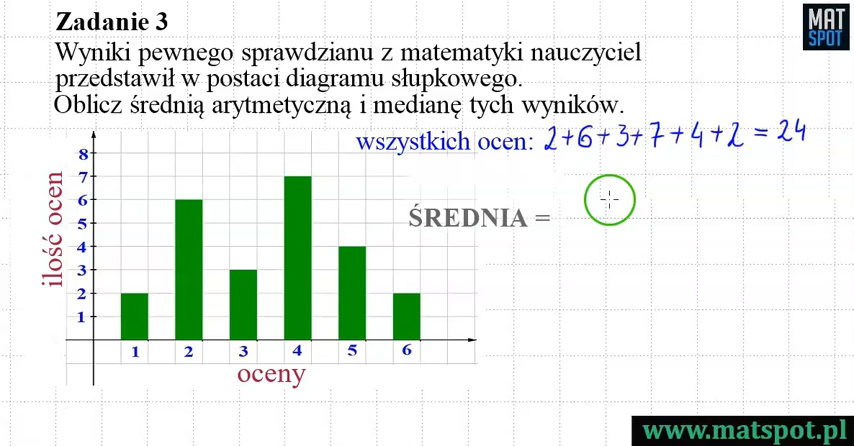 Zadanie 3
MAT
SPOT
Wyniki pewnego sprawdzianu z matematyki nauczyciel
przedstawił w postaci diagramu słupkowego.
Oblicz średnią arytmetyczną i medianę tych wyników.
wszystkich ocen: 2+6+3+7+4+2 = 24
8
7
6
5
4
3
2
1
ilość ocen
ŚREDNIA =
1 2 3 4 5 6
oceny
www.matspot.pl